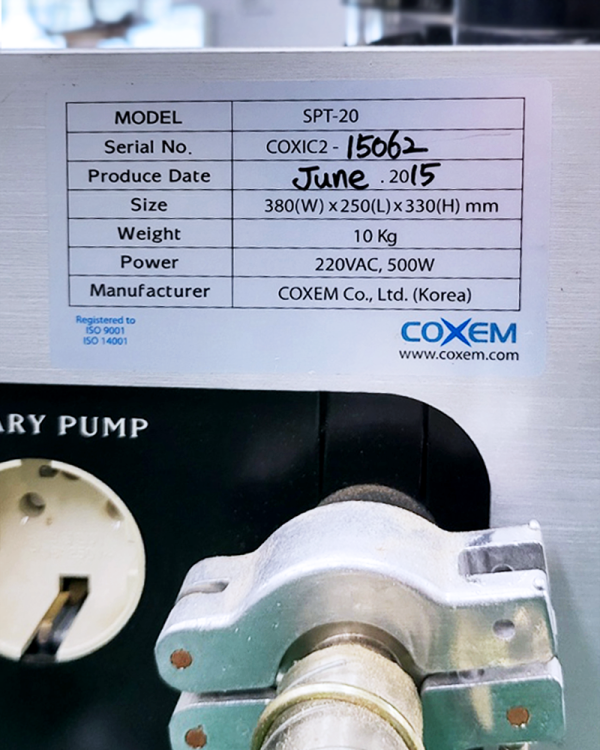 MODEL SPT-20
Serial No. COXIC2 - 15062
Produce Date June . 2015
Size 380(W) x 250(L) x 330(H) mm
Weight 10 Kg
Power 220VAC, 500W
Manufacturer COXEM Co., Ltd. (Korea)
Registered to
ISO 9001
ISO 14001
COXEM
www.coxem.com
ARY PUMP